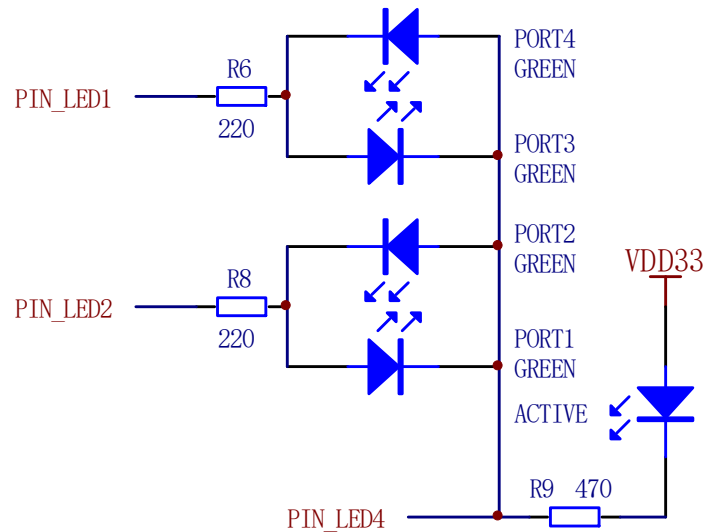 PORT4
GREEN
R6
PIN_LED1
220
PORT3
GREEN
PORT2
GREEN
VDD33
R8
PIN_LED2
220
PORT1
GREEN
ACTIVE
R9 470
PIN_LED4